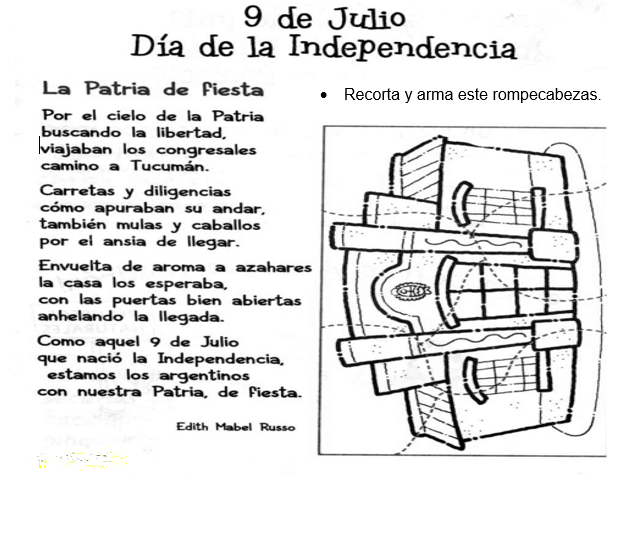 9 de Julio
Día de la Independencia
La Patria de fiesta
Por el cielo de la Patria
buscando la libertad,
viajaban los congresales
camino a Tucumán.
Carretas y diligencias
cómo apuraban su andar,
también mulas y caballos
por el ansia de llegar.
Envuelta de aroma a azahares
la casa los esperaba,
con las puertas bien abiertas
anhelando la llegada.
Como aquel 9 de Julio
que nació la Independencia,
estamos los argentinos
con nuestra Patria, de fiesta.
Edith Mabel Russo
• Recorta y arma este rompecabezas.